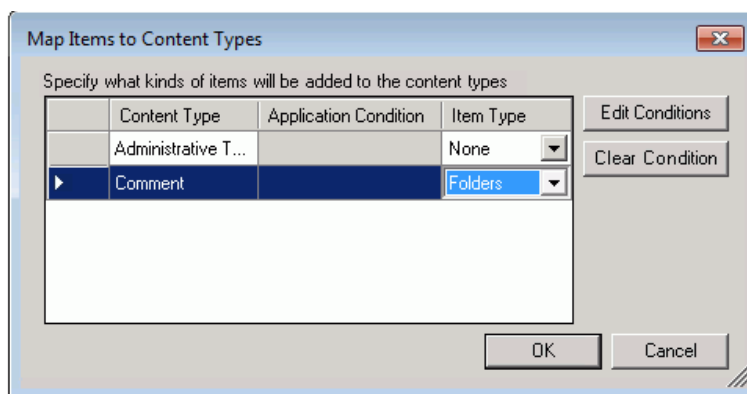 Map Items to Content Types
Specify what kinds of items will be added to the content types
Content Type Application Condition Item Type Edit Conditions
Administrative T... None Clear Condition
Comment Folders
OK Cancel